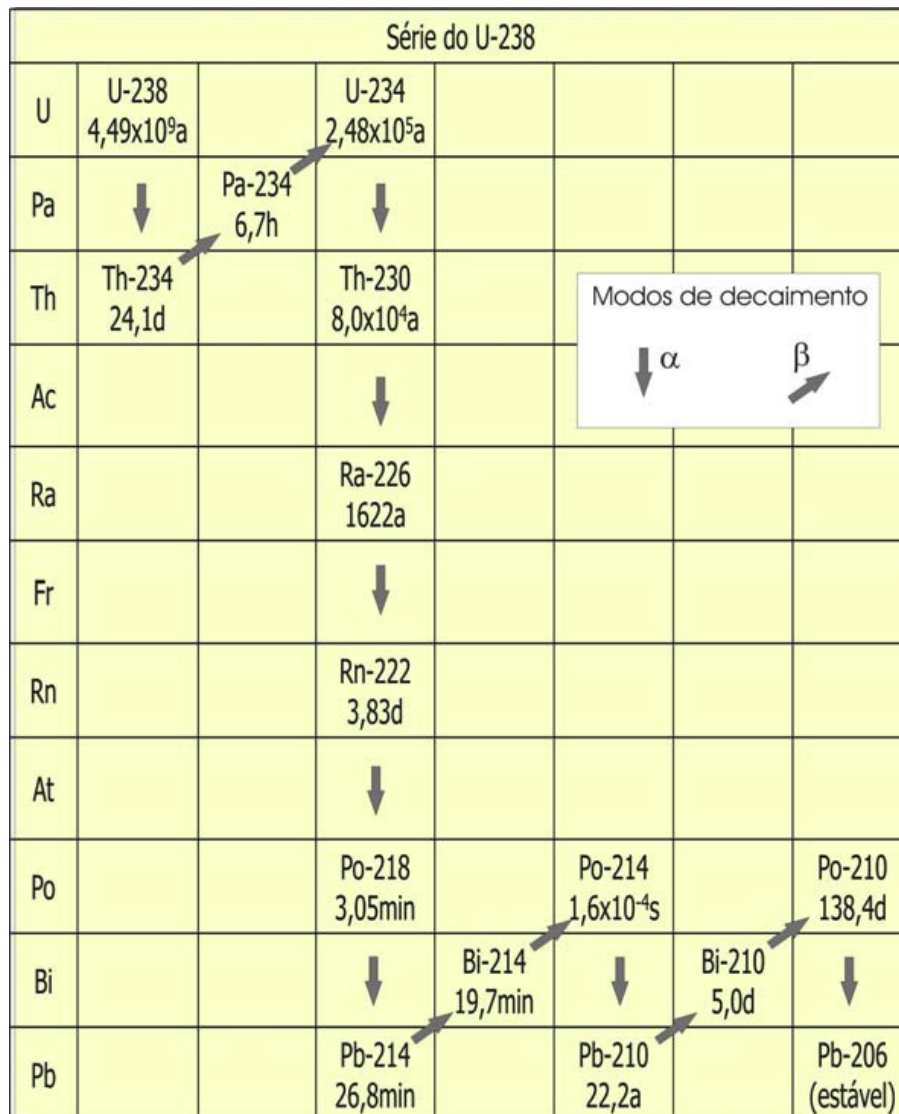 Série do U-238
U U-238 U-234
4,49x10⁹a 2,48x10⁵a
Pa Pa-234
6,7h
Th Th-234 Th-230
24,1d 8,0x10⁴a
Modos de decaimento
α β
Ac
Ra Ra-226
1622a
Fr
Rn Rn-222
3,83d
At
Po Po-218 Po-214 Po-210
3,05min 1,6x10⁻⁴s 138,4d
Bi Bi-214 Bi-210
19,7min 5,0d
Pb Pb-214 Pb-210 Pb-206
26,8min 22,2a (estável)